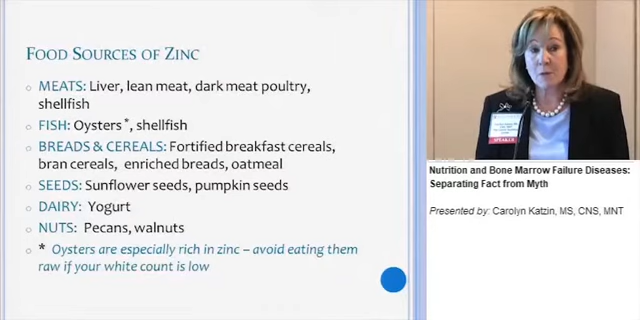 FOOD SOURCES OF ZINC
MEATS: Liver, lean meat, dark meat poultry,
shellfish
FISH: Oysters*, shellfish
BREADS & CEREALS: Fortified breakfast cereals,
bran cereals, enriched breads, oatmeal
SEEDS: Sunflower seeds, pumpkin seeds
DAIRY: Yogurt
NUTS: Pecans, walnuts
* Oysters are especially rich in zinc – avoid eating them
raw if your white count is low
SPEAKER
Nutrition and Bone Marrow Failure Diseases:
Separating Fact from Myth
Presented by: Carolyn Katzin, MS, CNS, MNT